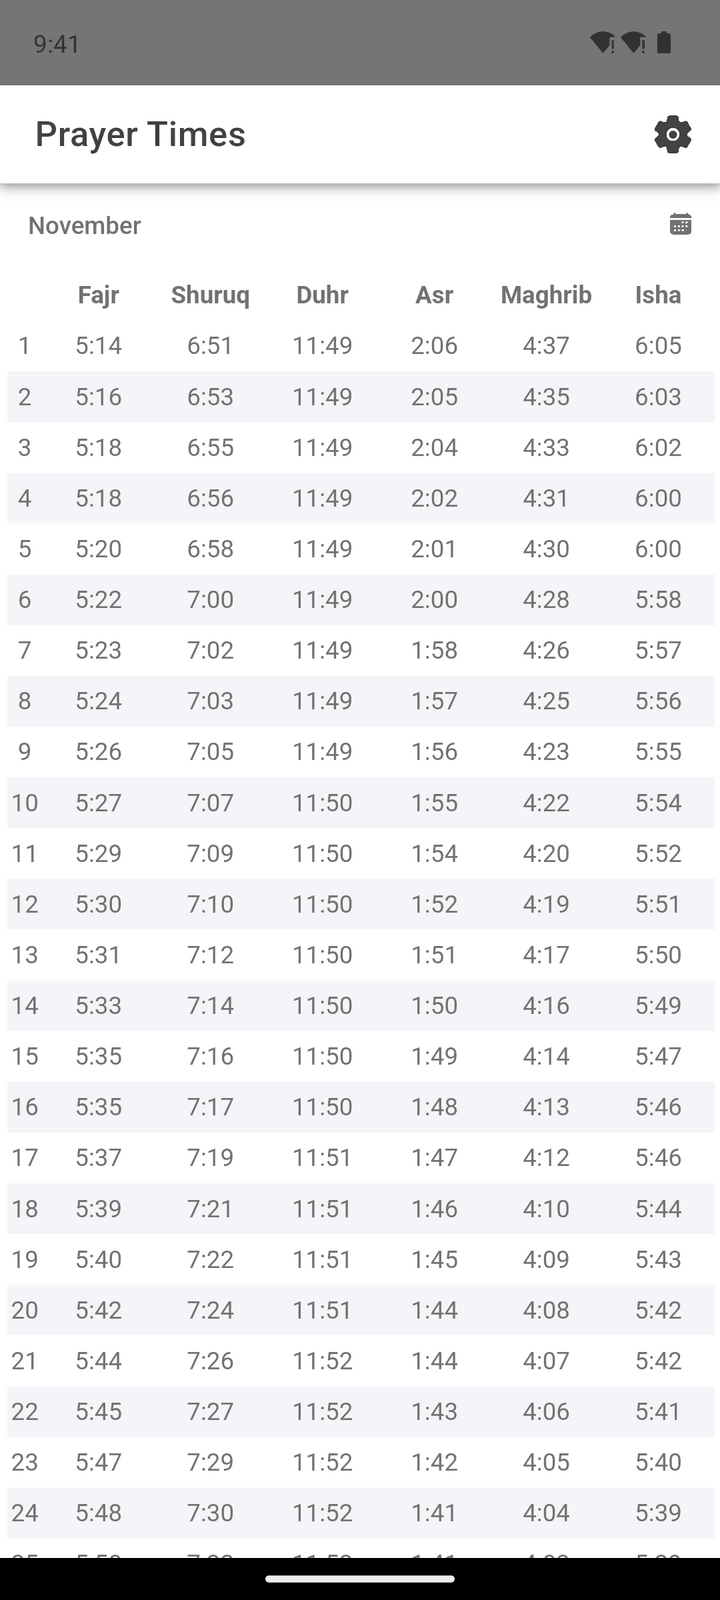 9:41
Prayer Times
November
Fajr Shuruq Duhr Asr Maghrib Isha
1 5:14 6:51 11:49 2:06 4:37 6:05
2 5:16 6:53 11:49 2:05 4:35 6:03
3 5:18 6:55 11:49 2:04 4:33 6:02
4 5:18 6:56 11:49 2:02 4:31 6:00
5 5:20 6:58 11:49 2:01 4:30 6:00
6 5:22 7:00 11:49 2:00 4:28 5:58
7 5:23 7:02 11:49 1:58 4:26 5:57
8 5:24 7:03 11:49 1:57 4:25 5:56
9 5:26 7:05 11:49 1:56 4:23 5:55
10 5:27 7:07 11:50 1:55 4:22 5:54
11 5:29 7:09 11:50 1:54 4:20 5:52
12 5:30 7:10 11:50 1:52 4:19 5:51
13 5:31 7:12 11:50 1:51 4:17 5:50
14 5:33 7:14 11:50 1:50 4:16 5:49
15 5:35 7:16 11:50 1:49 4:14 5:47
16 5:35 7:17 11:50 1:48 4:13 5:46
17 5:37 7:19 11:51 1:47 4:12 5:46
18 5:39 7:21 11:51 1:46 4:10 5:44
19 5:40 7:22 11:51 1:45 4:09 5:43
20 5:42 7:24 11:51 1:44 4:08 5:42
21 5:44 7:26 11:52 1:44 4:07 5:42
22 5:45 7:27 11:52 1:43 4:06 5:41
23 5:47 7:29 11:52 1:42 4:05 5:40
24 5:48 7:30 11:52 1:41 4:04 5:39